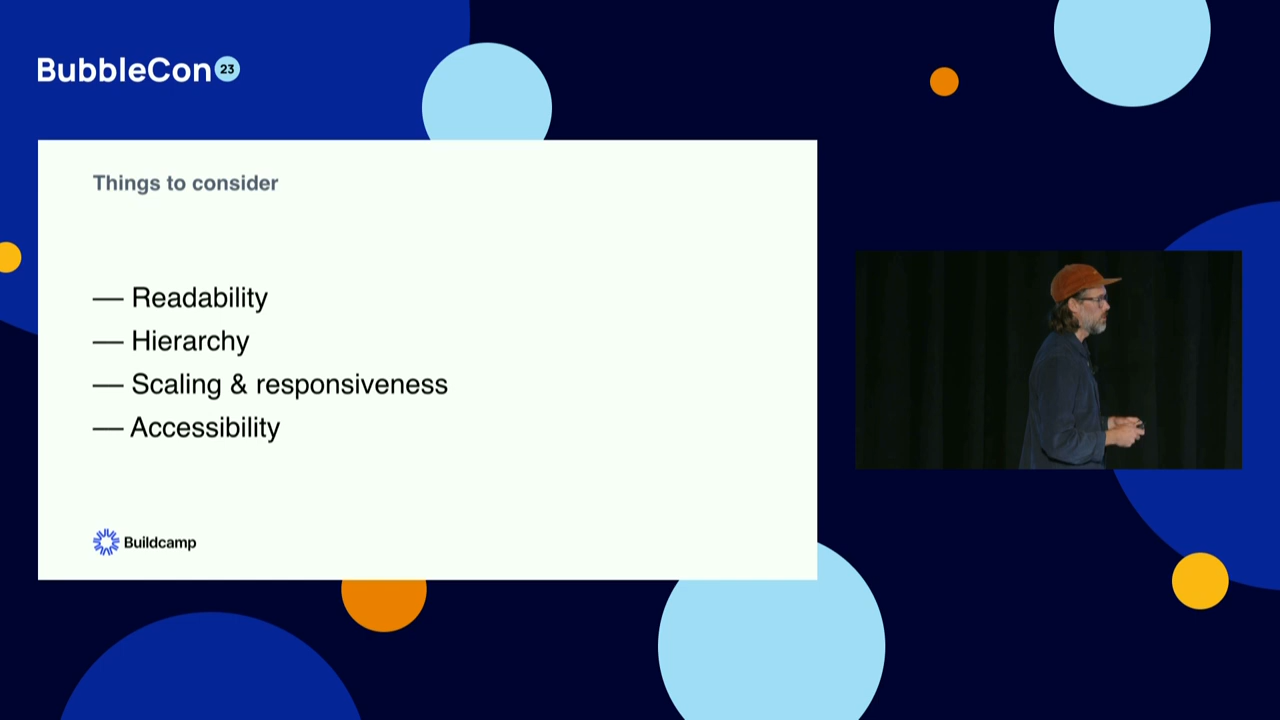 BubbleCon 23
Things to consider
— Readability
— Hierarchy
— Scaling & responsiveness
— Accessibility
Buildcamp